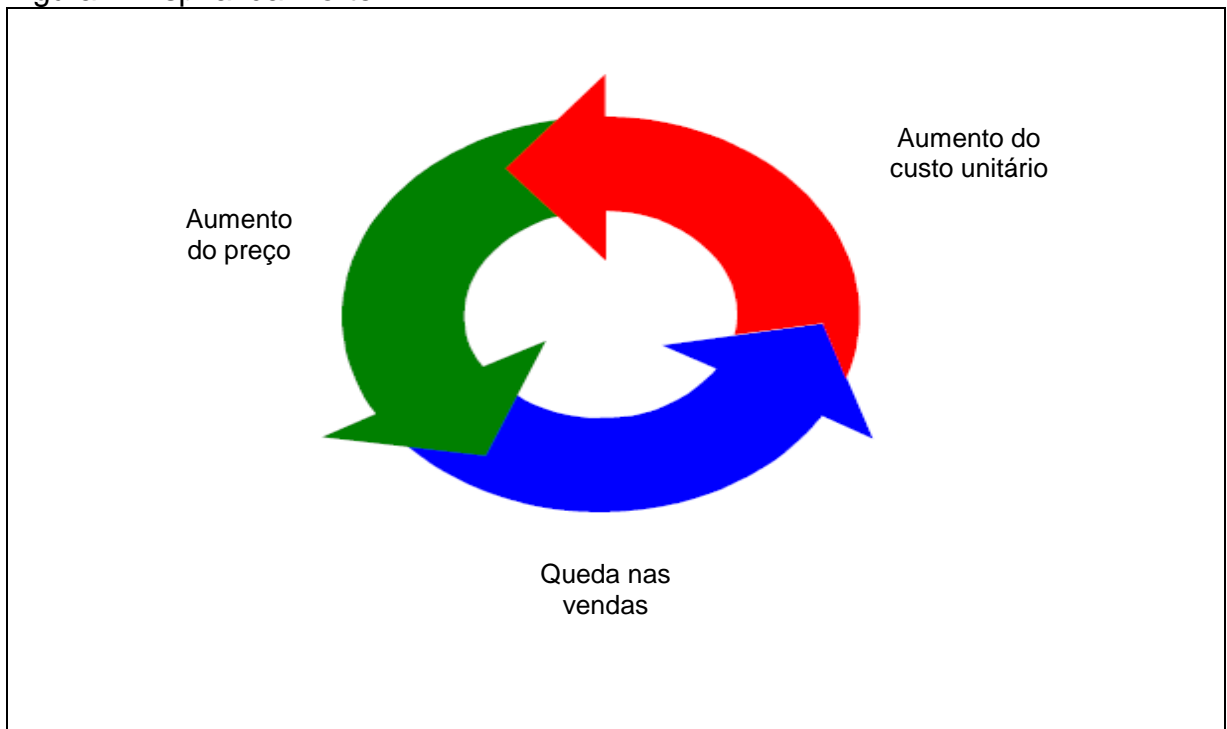 Aumento do
custo unitário
Aumento
do preço
Queda nas
vendas